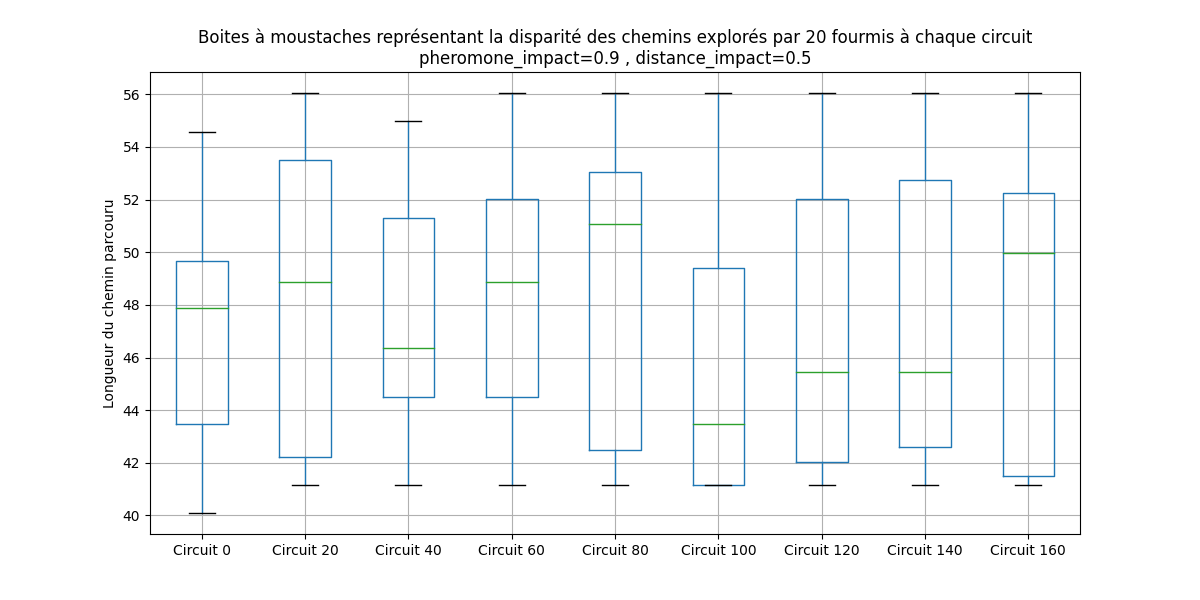 Boites à moustaches représentant la disparité des chemins explorés par 20 fourmis à chaque circuit
pheromone_impact=0.9 , distance_impact=0.5
56
54
52
50
48
46
44
42
40
Longueur du chemin parcouru
Circuit 0 Circuit 20 Circuit 40 Circuit 60 Circuit 80 Circuit 100 Circuit 120 Circuit 140 Circuit 160